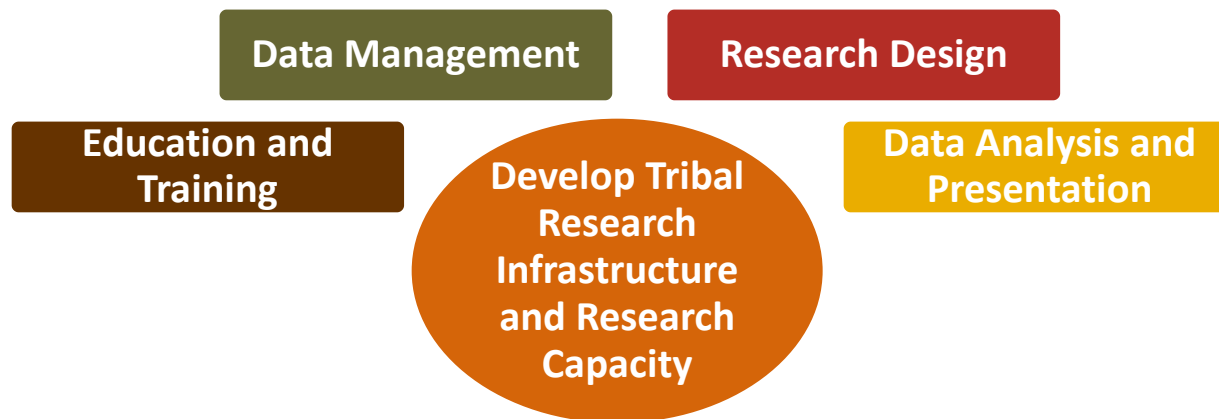 Data Management
Research Design
Education and
Training
Data Analysis and
Presentation
Develop Tribal
Research
Infrastructure
and Research
Capacity